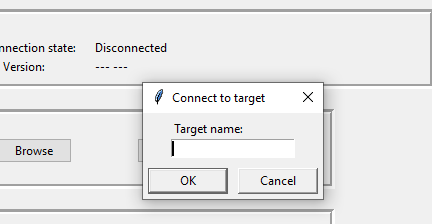 nnection state: Disconnected
Version: --- ---
Connect to target
Target name:
Browse
OK Cancel